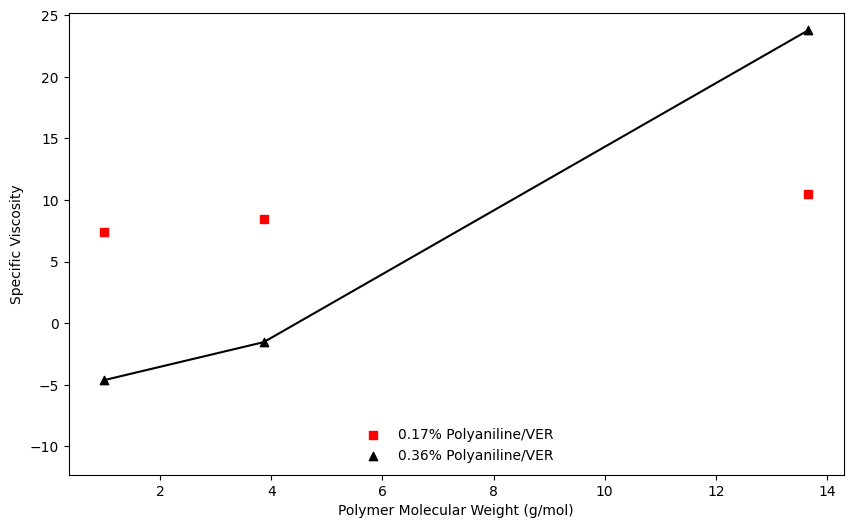 25
20
15
10
5
0
−5
−10
Specific Viscosity
0.17% Polyaniline/VER
0.36% Polyaniline/VER
2 4 6 8 10 12 14
Polymer Molecular Weight (g/mol)